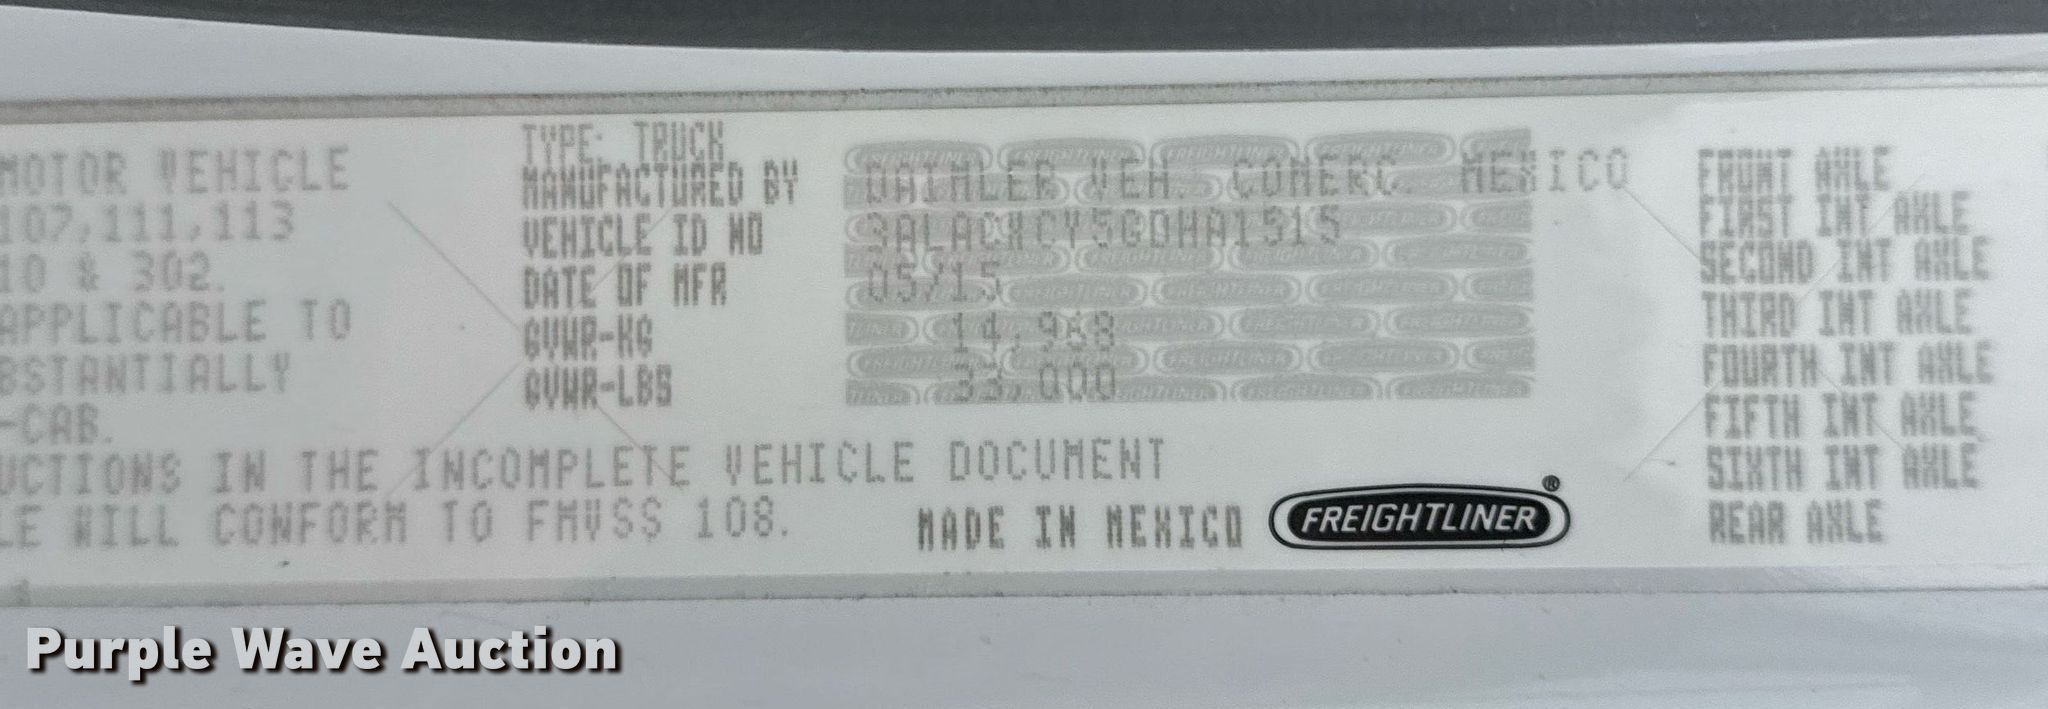 MOTOR VEHICLE
107,111,113
10 & 302.
APPLICABLE TO
BSTANTIALLY
-CAB.
UCTIONS IN THE INCOMPLETE VEHICLE DOCUMENT
LE WILL CONFORM TO FMVSS 108.
TYPE: TRUCK
MANUFACTURED BY DAIMLER VEH. COMERC. MEXICO
VEHICLE ID NO 3ALACXCY5GDHA1515
DATE OF MFR 05/15
GVWR-KG 14,968
GVWR-LBS 33,000
MADE IN MEXICO FREIGHTLINER®
FRONT AXLE
FIRST INT AXLE
SECOND INT AXLE
THIRD INT AXLE
FOURTH INT AXLE
FIFTH INT AXLE
SIXTH INT AXLE
REAR AXLE
Purple Wave Auction